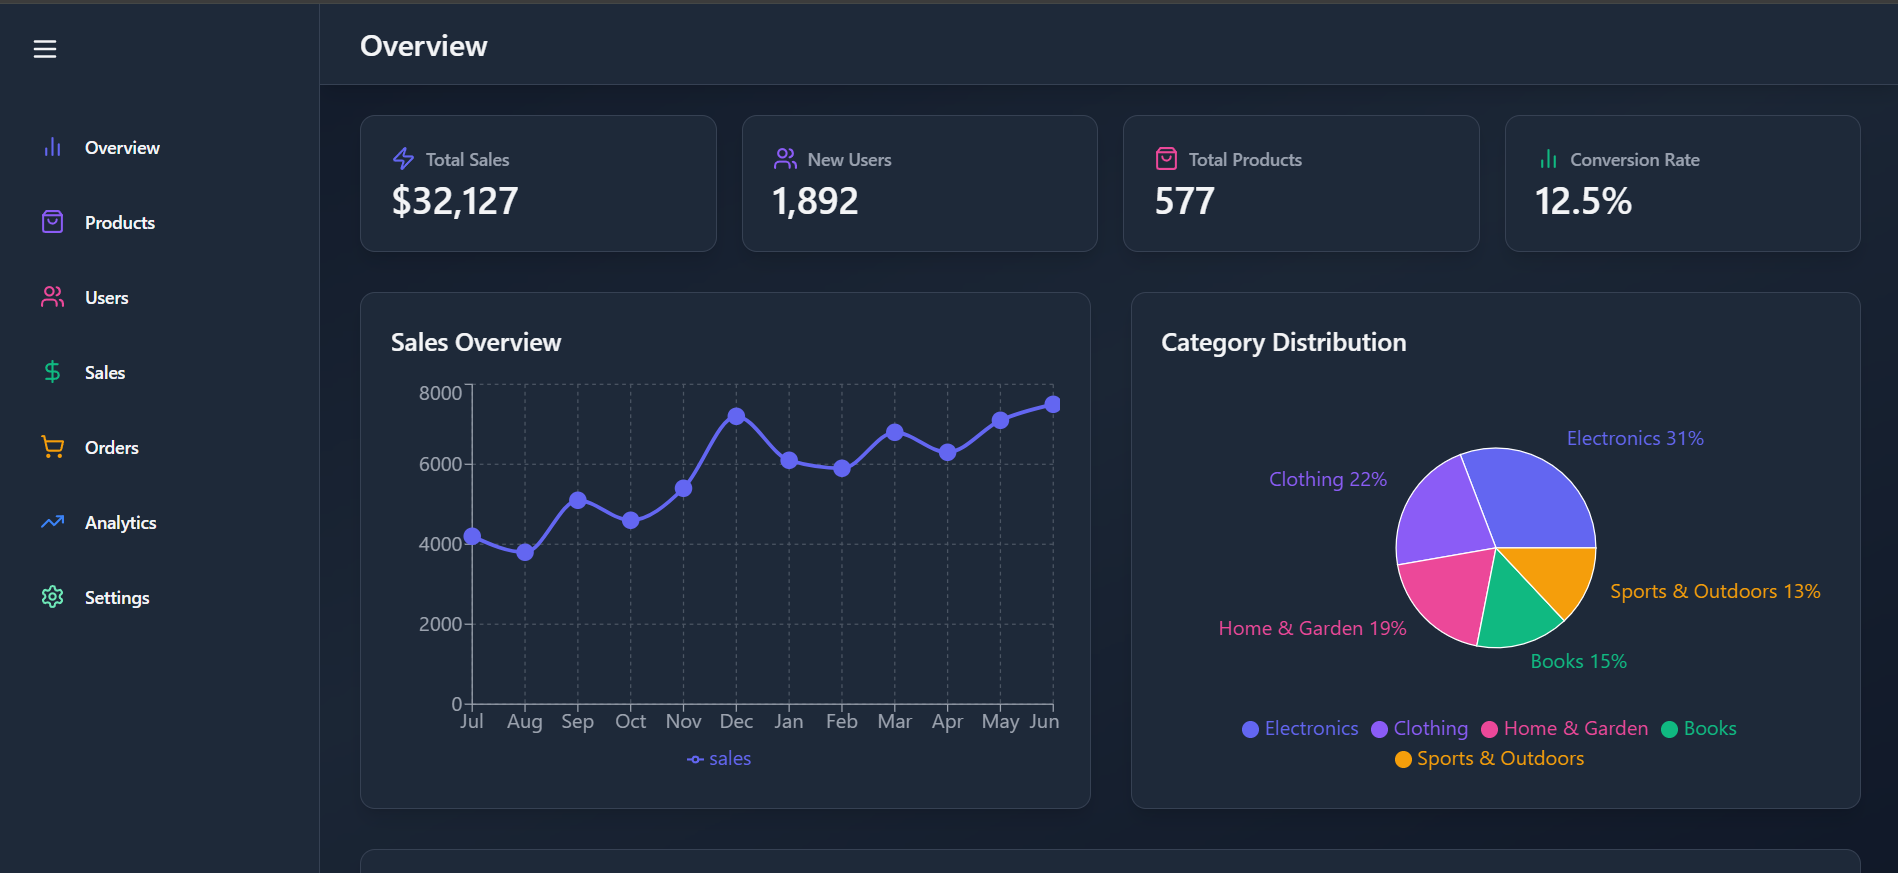 Overview
Overview
Products
Users
Sales
Orders
Analytics
Settings
Total Sales
$32,127
New Users
1,892
Total Products
577
Conversion Rate
12.5%
Sales Overview
8000
6000
4000
2000
0
Jul Aug Sep Oct Nov Dec Jan Feb Mar Apr May Jun
sales
Category Distribution
Electronics 31%
Clothing 22%
Sports & Outdoors 13%
Home & Garden 19%
Books 15%
Electronics Clothing Home & Garden Books
Sports & Outdoors